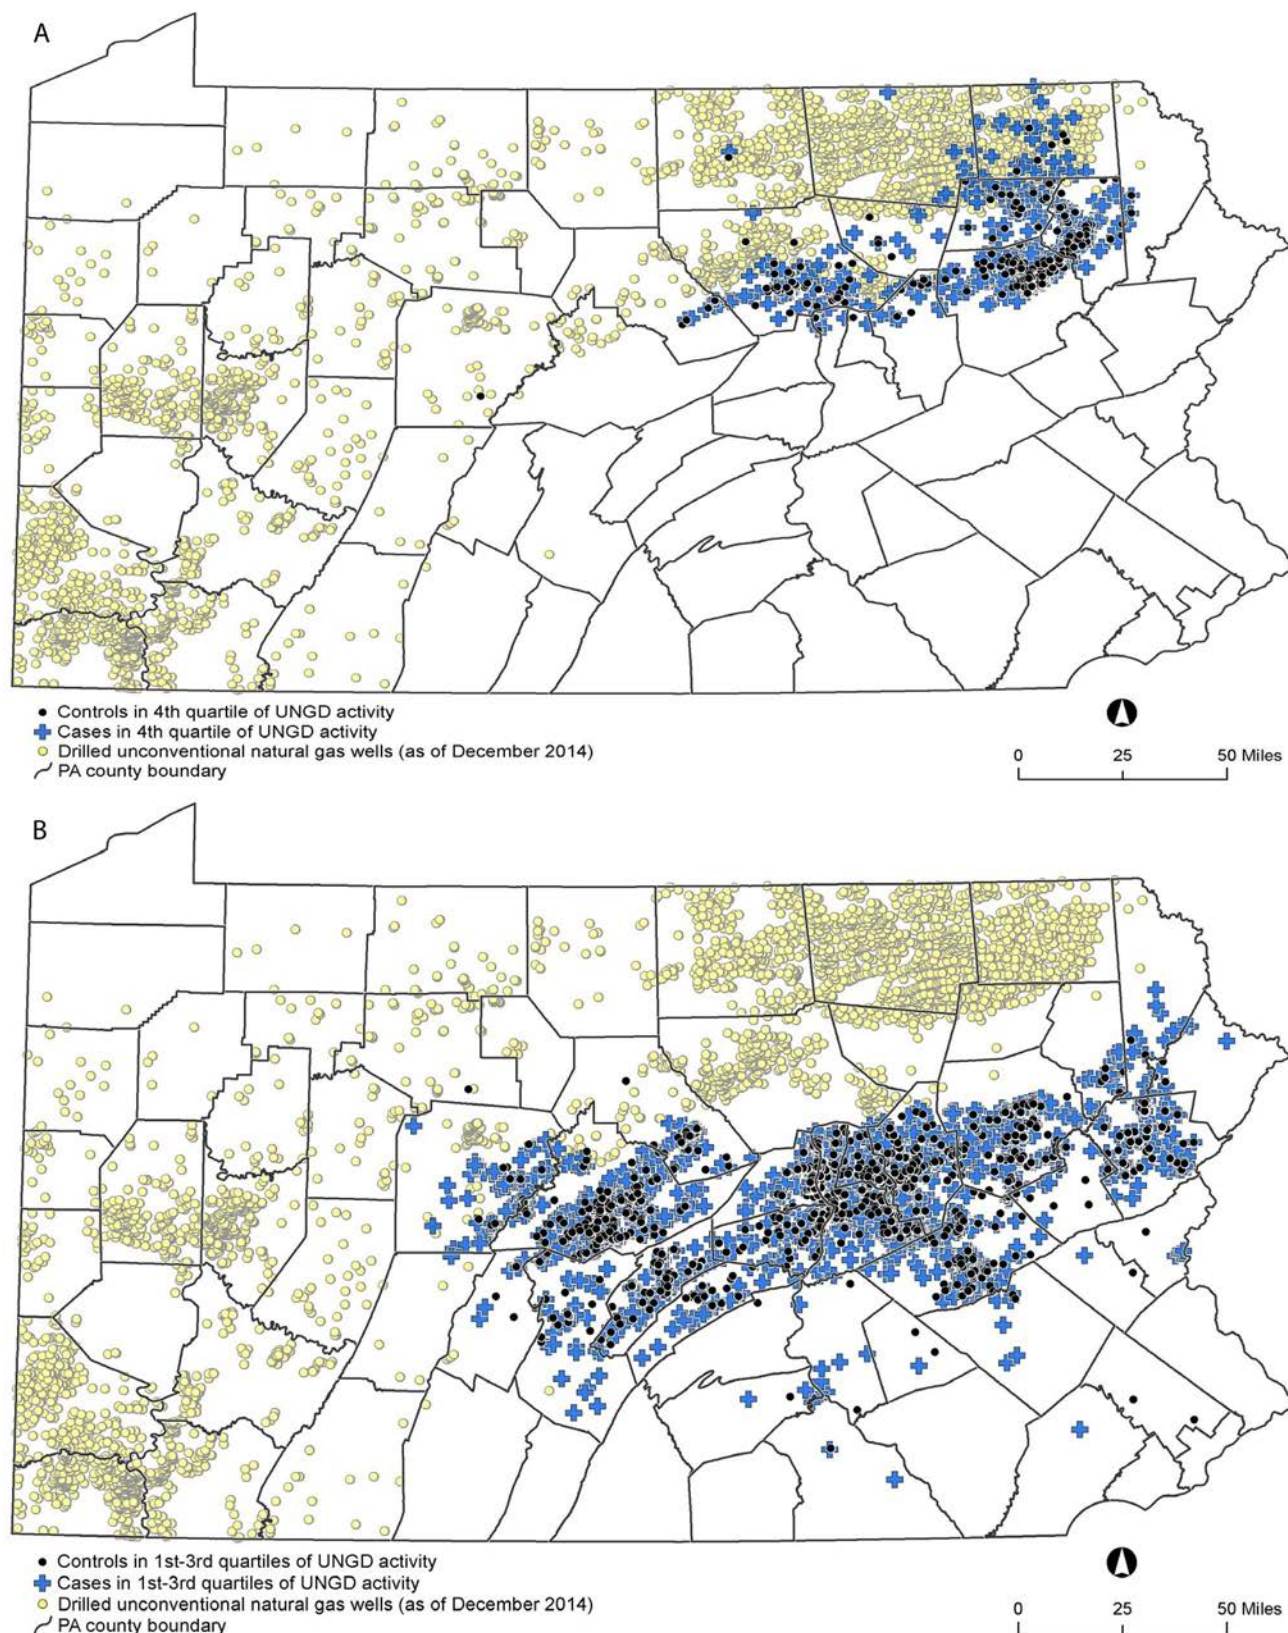 A
Controls in 4th quartile of UNGD activity
Cases in 4th quartile of UNGD activity
Drilled unconventional natural gas wells (as of December 2014)
PA county boundary
0 25 50 Miles
B
Controls in 1st-3rd quartiles of UNGD activity
Cases in 1st-3rd quartiles of UNGD activity
Drilled unconventional natural gas wells (as of December 2014)
PA county boundary
0 25 50 Miles